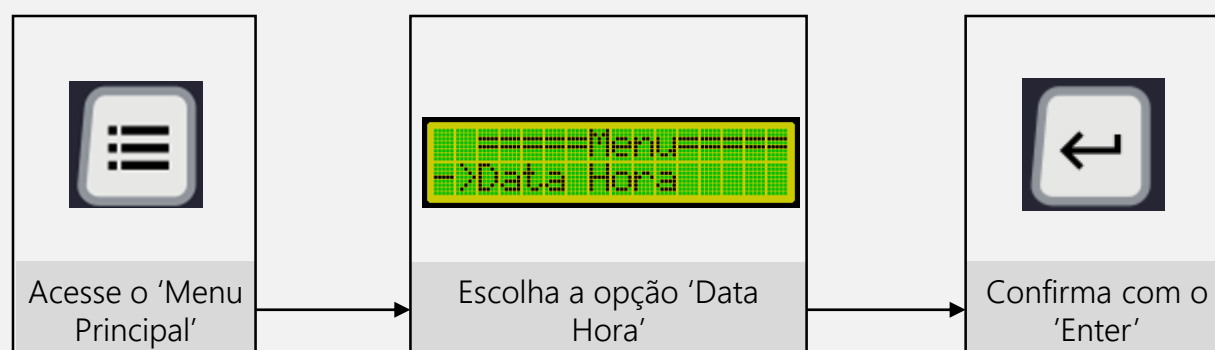 =====Menu=====
->Data Hora
Acesse o ‘Menu
Principal’
Escolha a opção ‘Data
Hora’
Confirma com o
’Enter’